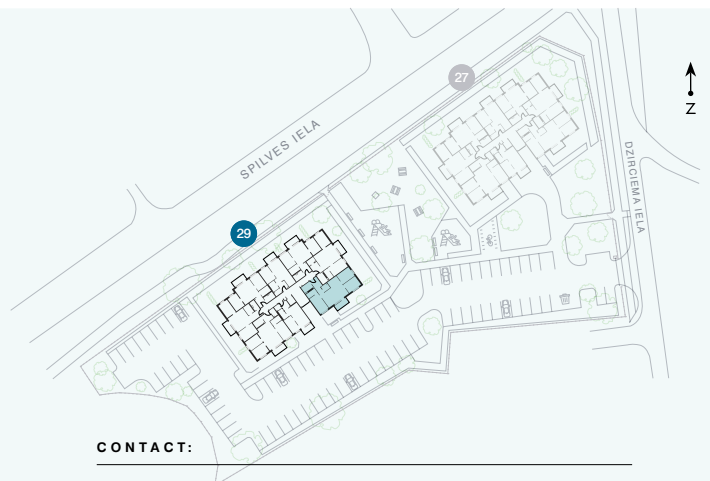 27
Z
SPILVES IELA
DZIRCIEMA IELA
29
CONTACT: